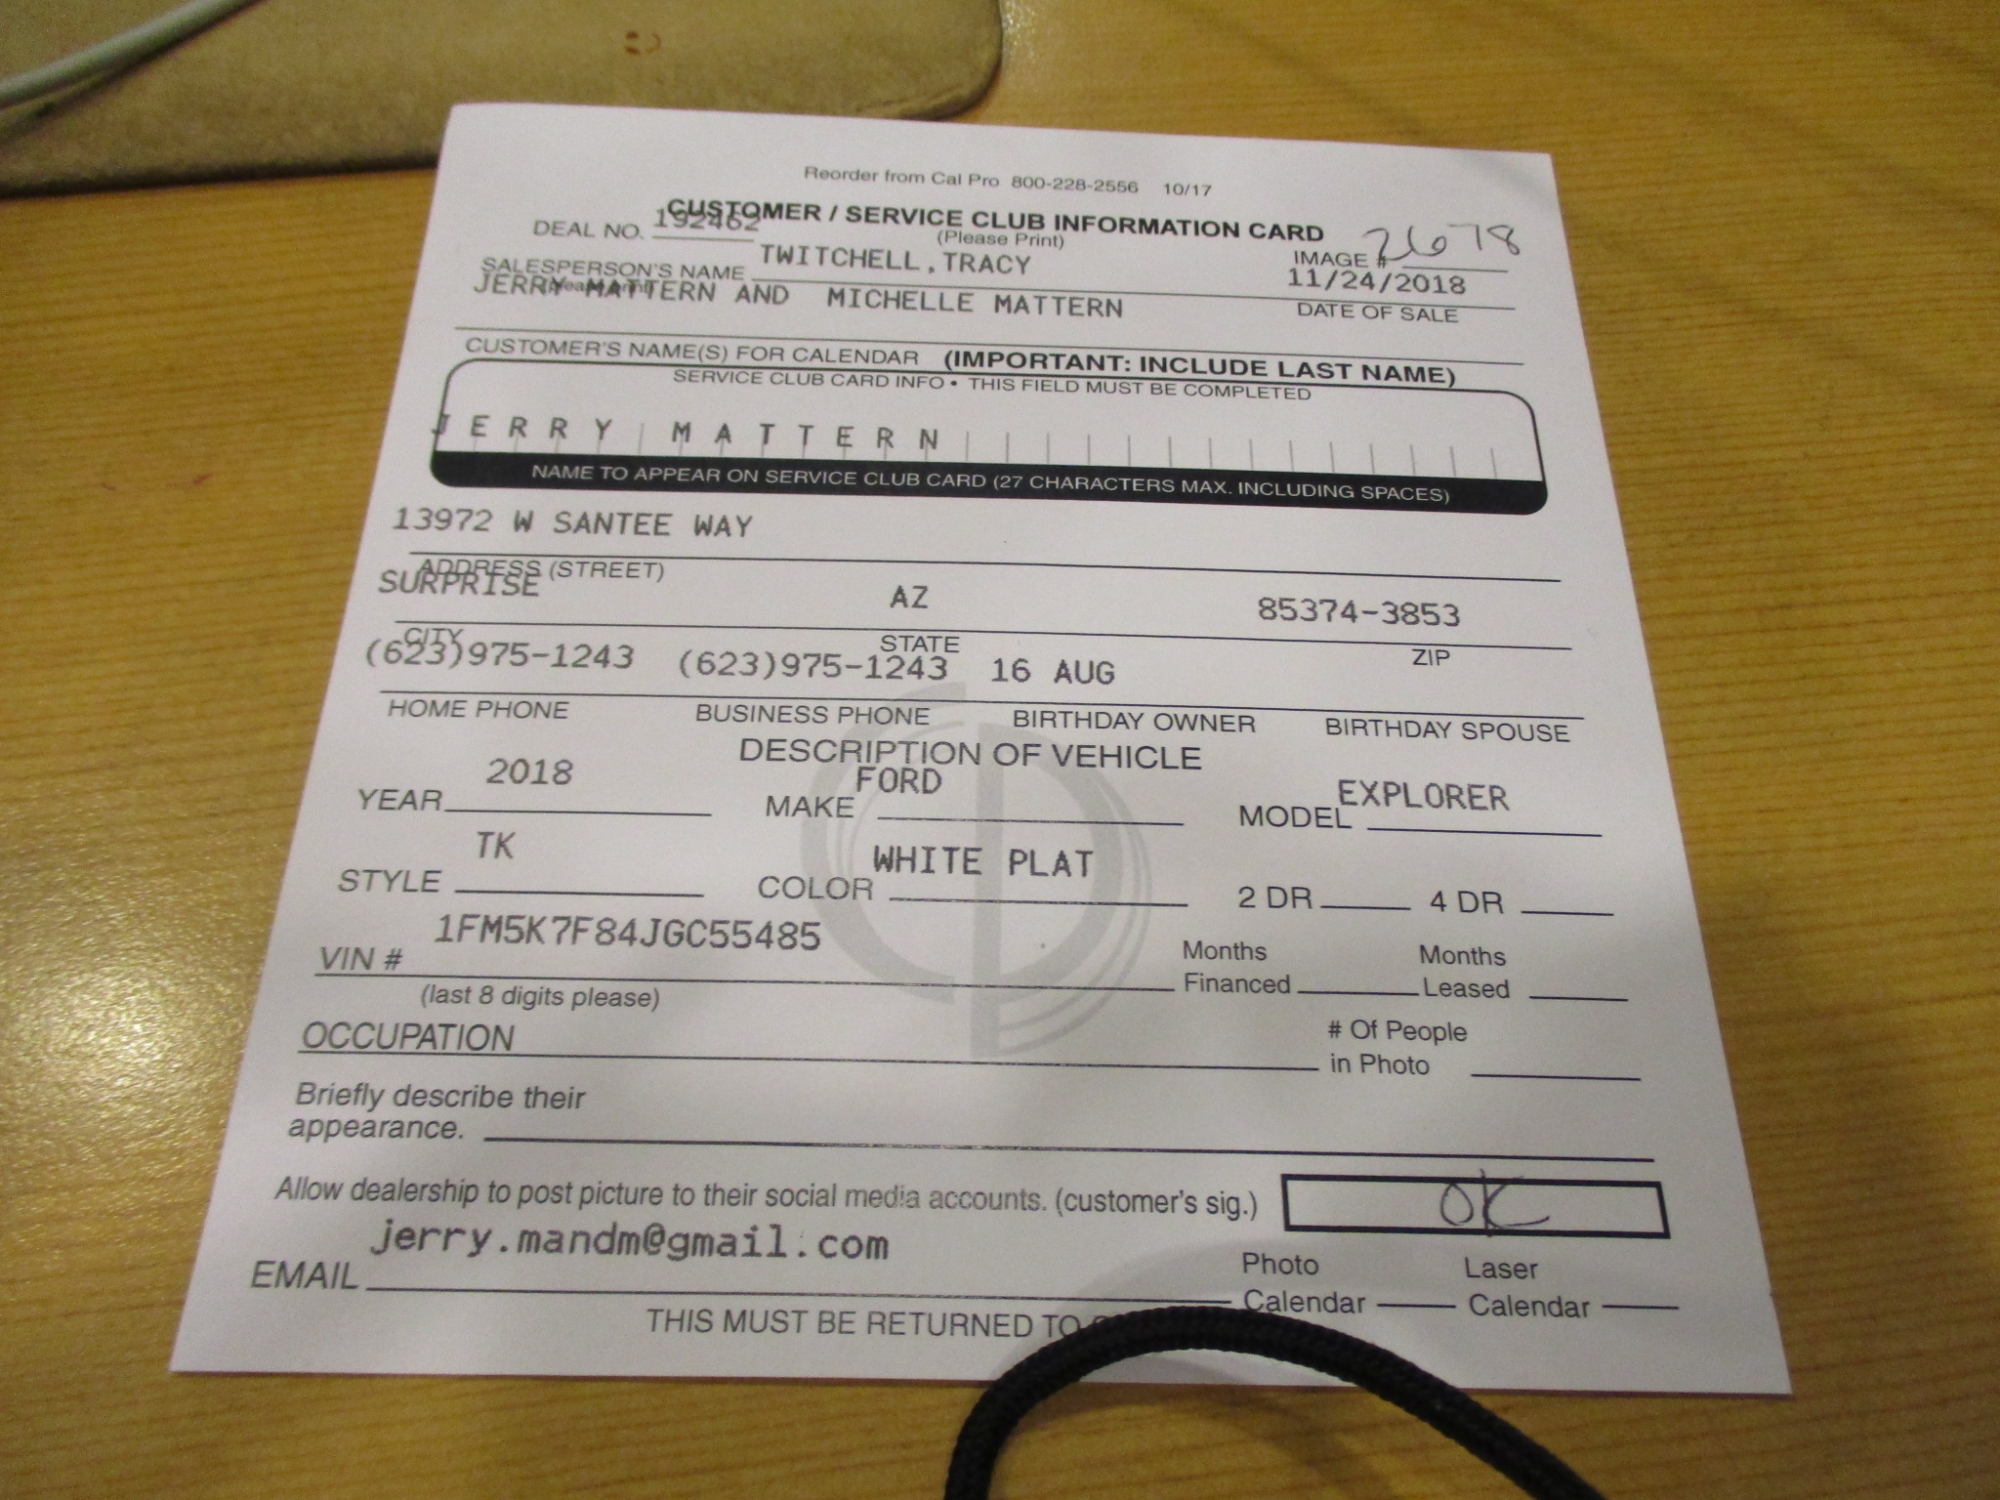 Reorder from Cal Pro 800-228-2556 10/17
CUSTOMER / SERVICE CLUB INFORMATION CARD
(Please Print)
DEAL NO. 192462
IMAGE # 2678
SALESPERSON'S NAME TWITCHELL,TRACY
11/24/2018
DATE OF SALE
JERRY MATTERN AND MICHELLE MATTERN
CUSTOMER'S NAME(S) FOR CALENDAR (IMPORTANT: INCLUDE LAST NAME)
SERVICE CLUB CARD INFO • THIS FIELD MUST BE COMPLETED
JERRY MATTERN
NAME TO APPEAR ON SERVICE CLUB CARD (27 CHARACTERS MAX. INCLUDING SPACES)
13972 W SANTEE WAY
ADDRESS (STREET)
SURPRISE AZ 85374-3853
CITY STATE ZIP
(623)975-1243 (623)975-1243 16 AUG
HOME PHONE BUSINESS PHONE BIRTHDAY OWNER BIRTHDAY SPOUSE
DESCRIPTION OF VEHICLE
YEAR 2018 MAKE FORD MODEL EXPLORER
STYLE TK COLOR WHITE PLAT 2 DR 4 DR
VIN # 1FM5K7F84JGC55485
(last 8 digits please)
Months Financed Months Leased
OCCUPATION
# Of People in Photo
Briefly describe their
appearance.
Allow dealership to post picture to their social media accounts. (customer's sig.) OK
EMAIL jerry.mandm@gmail.com
Photo Calendar Laser Calendar
THIS MUST BE RETURNED TO